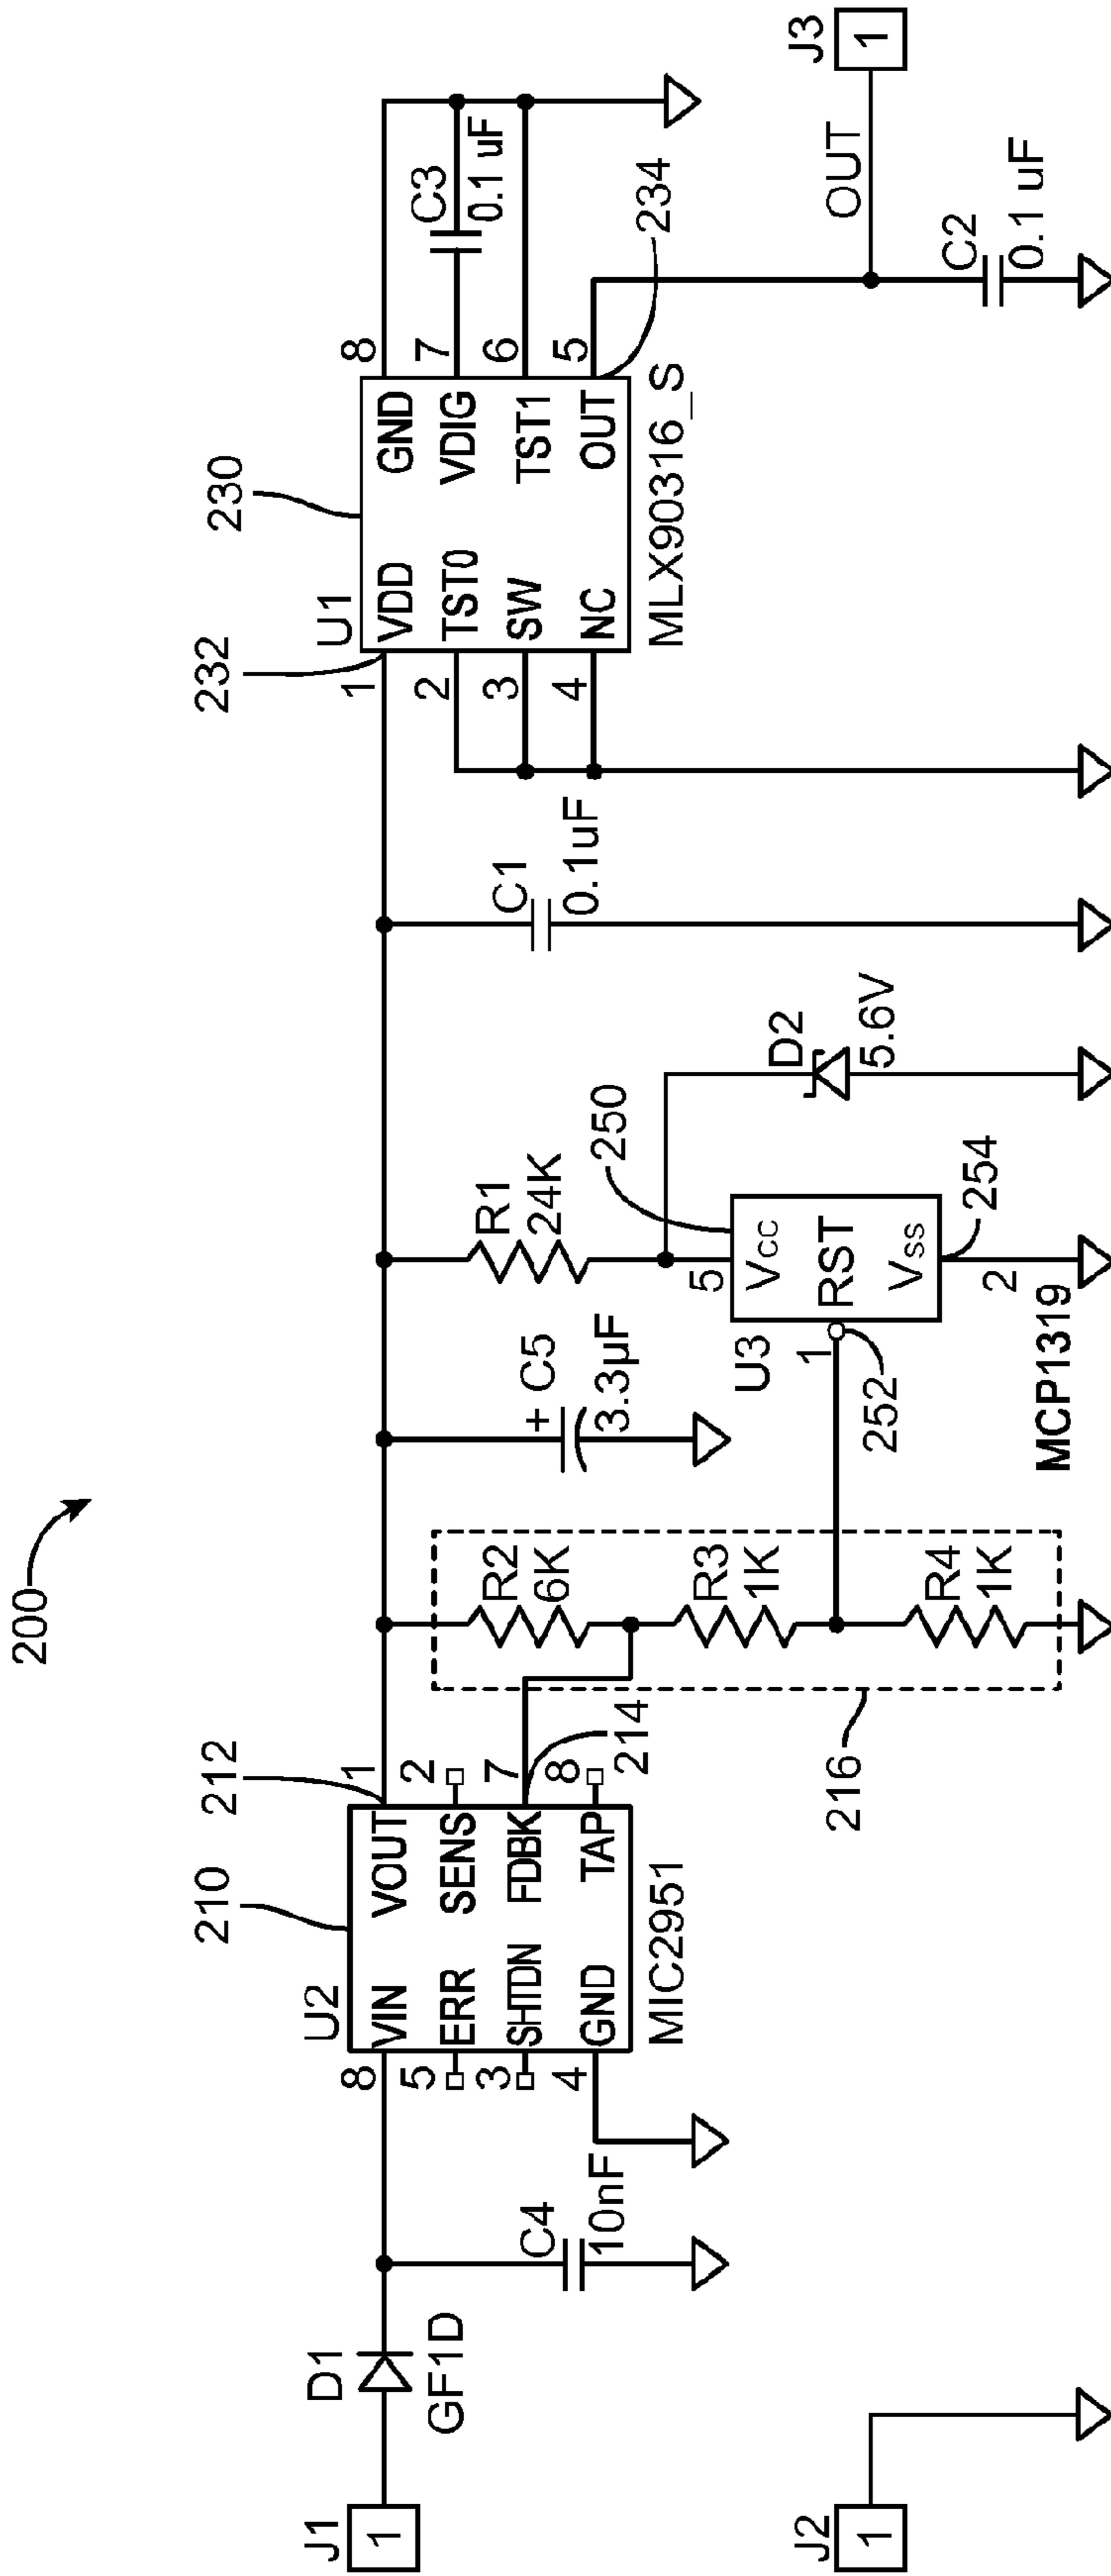 200
J1
1
D1
GF1D
C4
10nF
J2
1
210
212
U2
8 VIN VOUT 1
5 ERR SENS 2
3 SHTDN FDBK 7
4 GND TAP 8
MIC2951
214
216
R2
6K
R3
1K
R4
1K
+ C5
3.3µF
R1
24K
U3
5
VCC
1 RST
VSS
2
250
252
254
MCP1319
D2
5.6V
C1
0.1uF
230
232
U1
1 VDD GND 8
2 TST0 VDIG 7
3 SW TST1 6
4 NC OUT 5
MLX90316_S
234
C3
0.1 uF
OUT
J3
1
C2
0.1 uF